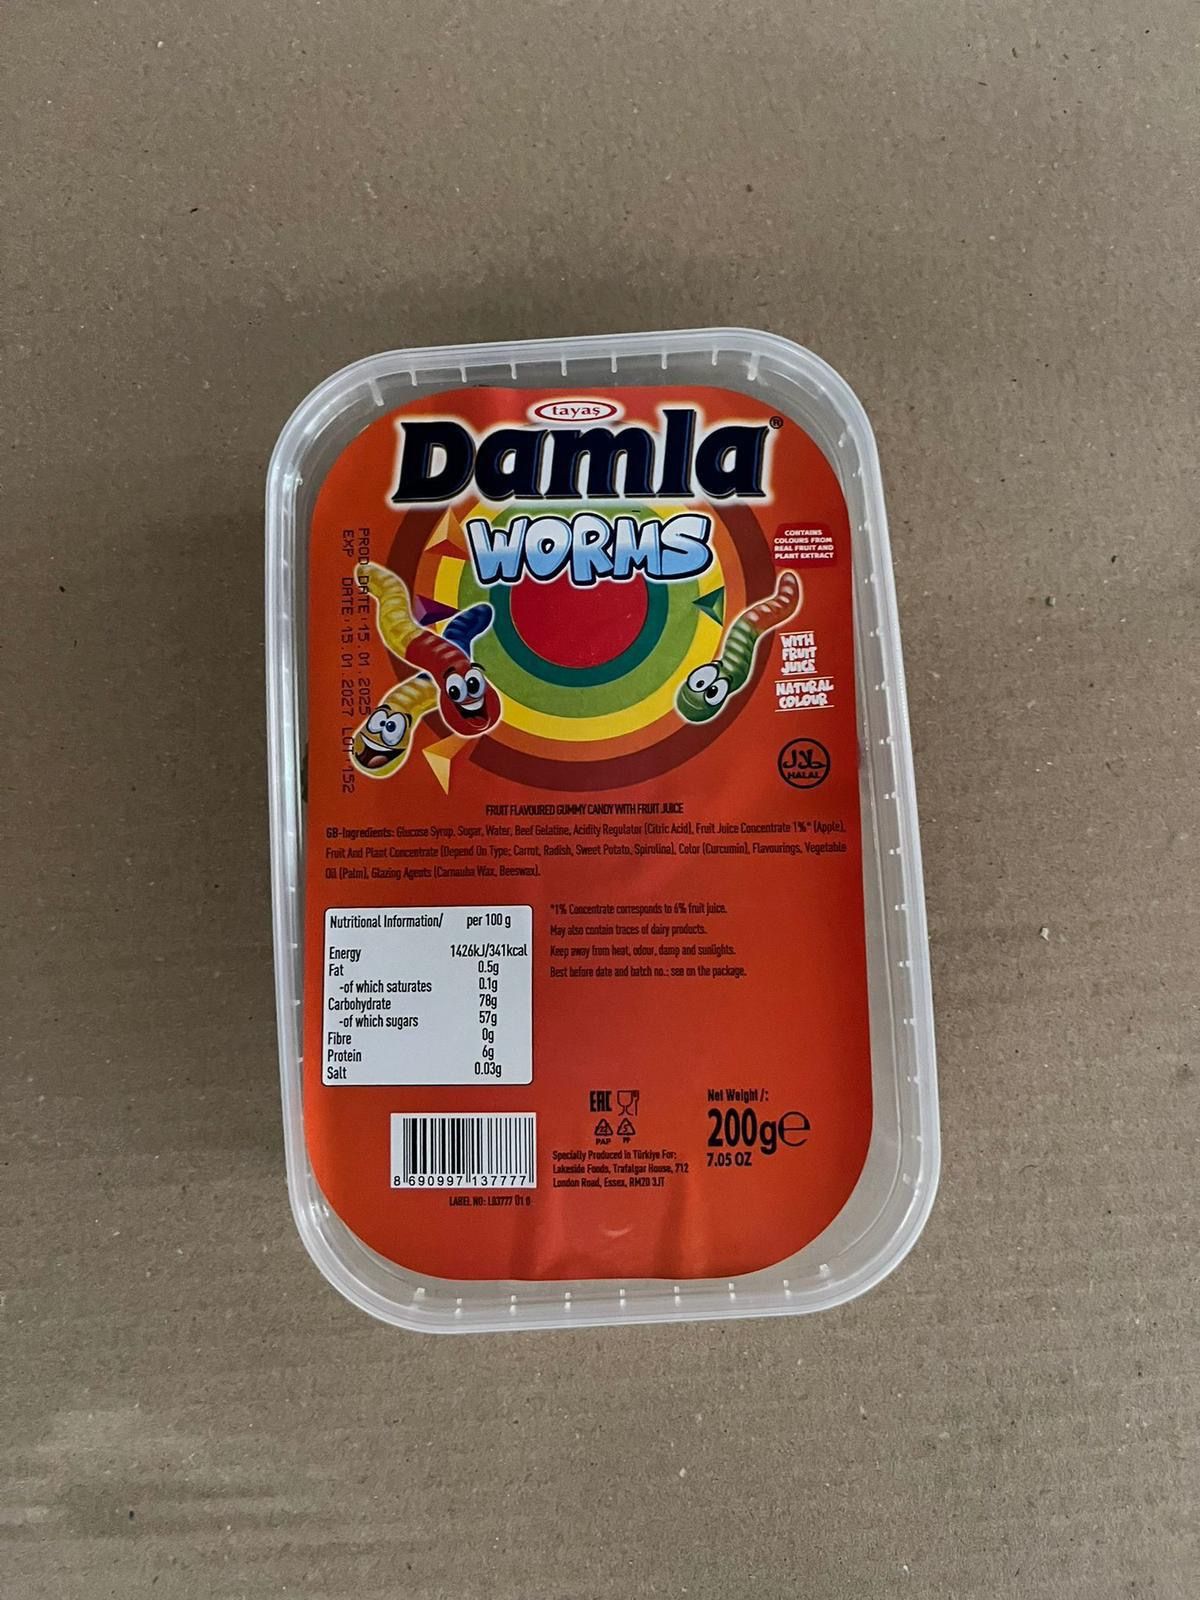 tayaş
Damla®
WORMS
CONTAINS
COLOURS FROM
REAL FRUIT AND
PLANT EXTRACT
PROD DATE:15.01.2025
EXP DATE:15.01.2027 LOT:152
WITH
FRUIT
JUICE
NATURAL
COLOUR
حلال
HALAL
FRUIT FLAVOURED GUMMY CANDY WITH FRUIT JUICE
GB-Ingredients: Glucose Syrup, Sugar, Water, Beef Gelatine, Acidity Regulator (Citric Acid), Fruit Juice Concentrate 1%* (Apple),
Fruit And Plant Concentrate (Depend On Type; Carrot, Radish, Sweet Potato, Spirulina), Color (Curcumin), Flavourings, Vegetable
Oil (Palm), Glazing Agents (Carnauba Wax, Beeswax).
*1% Concentrate corresponds to 6% fruit juice.
May also contain traces of dairy products.
Keep away from heat, odour, damp and sunlights.
Best before date and batch no.: see on the package.
Nutritional Information/ per 100 g
Energy 1426kJ/341kcal
Fat 0.5g
-of which saturates 0.1g
Carbohydrate 78g
-of which sugars 57g
Fibre 0g
Protein 6g
Salt 0.03g
EAC
PAP PP
Specially Produced In Türkiye For:
Lakeside Foods, Trafalgar House, 712
London Road, Essex, RM20 3JT
Net Weight /:
200g e
7.05 OZ
8 690997 137777
LABEL NO: L93777 01 0